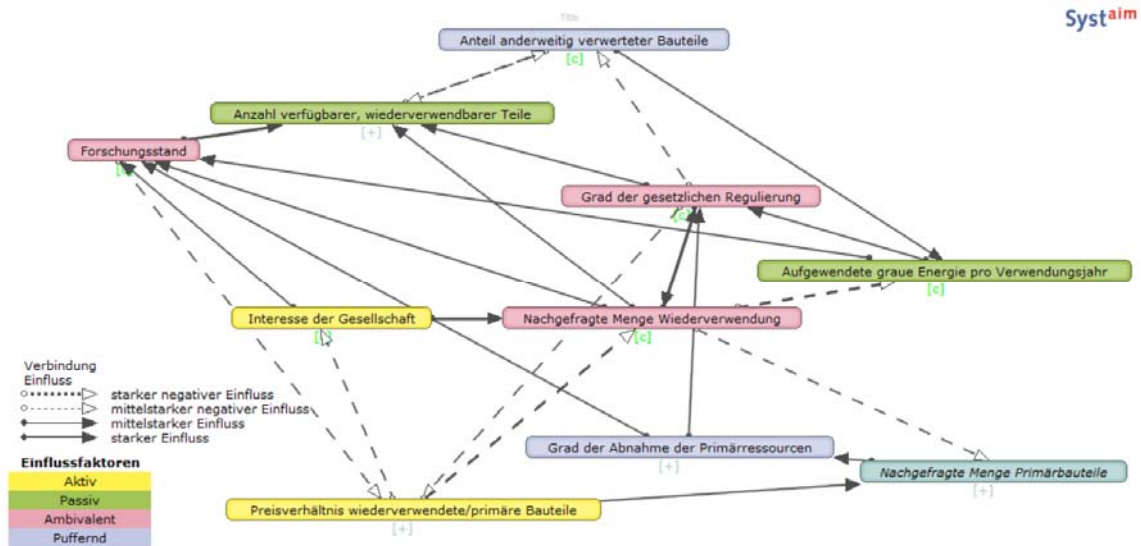 Title
Syst aim
Anteil anderweitig verwerteter Bauteile
[c]
Anzahl verfügbarer, wiederverwendbarer Teile
[+]
Forschungsstand
Grad der gesetzlichen Regulierung
[c]
Aufgewendete graue Energie pro Verwendungsjahr
[c]
Interesse der Gesellschaft
Nachgefragte Menge Wiederverwendung
[c]
Verbindung
Einfluss
starker negativer Einfluss
mittelstarker negativer Einfluss
mittelstarker Einfluss
starker Einfluss
Grad der Abnahme der Primärressourcen
[+]
Nachgefragte Menge Primärbauteile
[+]
Einflussfaktoren
Aktiv
Passiv
Ambivalent
Puffernd
Preisverhältnis wiederverwendete/primäre Bauteile
[+]